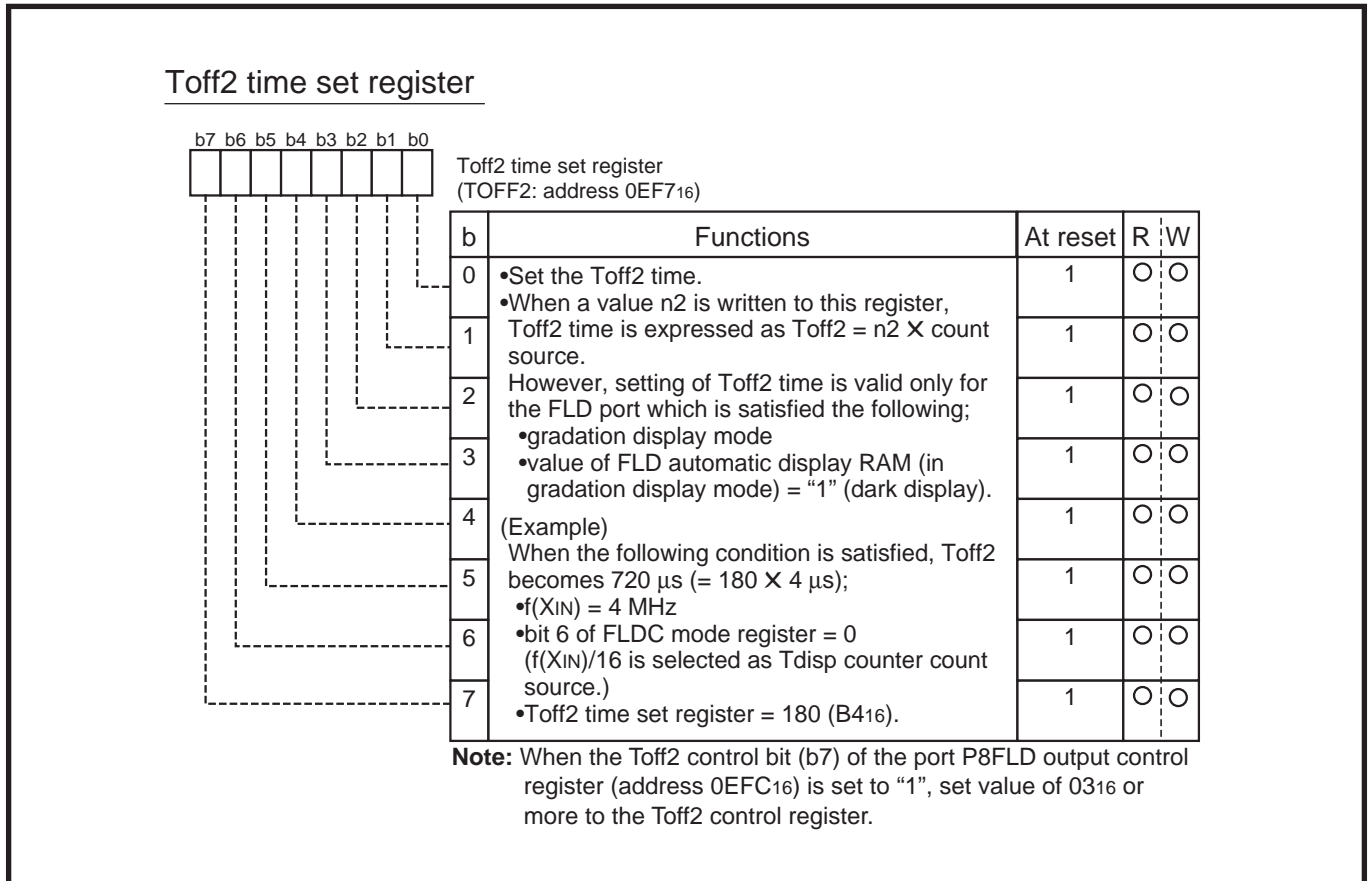 Toff2 time set register
b7 b6 b5 b4 b3 b2 b1 b0
Toff2 time set register
(TOFF2: address 0EF716)
b Functions At reset R W
0 •Set the Toff2 time. 1 ○ ○
•When a value n2 is written to this register,
1 Toff2 time is expressed as Toff2 = n2 × count 1 ○ ○
source.
2 However, setting of Toff2 time is valid only for 1 ○ ○
the FLD port which is satisfied the following;
•gradation display mode
3 •value of FLD automatic display RAM (in 1 ○ ○
gradation display mode) = “1” (dark display).
4 (Example) 1 ○ ○
When the following condition is satisfied, Toff2
5 becomes 720 µs (= 180 × 4 µs); 1 ○ ○
•f(XIN) = 4 MHz
6 •bit 6 of FLDC mode register = 0 1 ○ ○
(f(XIN)/16 is selected as Tdisp counter count
7 source.) 1 ○ ○
•Toff2 time set register = 180 (B416).
Note: When the Toff2 control bit (b7) of the port P8FLD output control
register (address 0EFC16) is set to “1”, set value of 0316 or
more to the Toff2 control register.